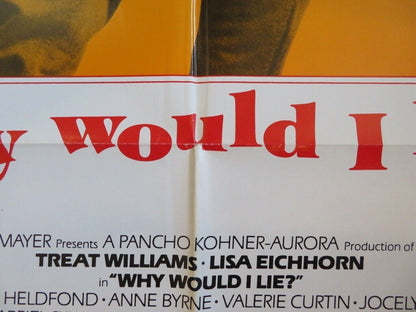 y would I l
MAYER Presents A PANCHO KOHNER-AURORA Production of
TREAT WILLIAMS · LISA EICHHORN
in "WHY WOULD I LIE?"
HELDFOND · ANNE BYRNE · VALERIE CURTIN · JOCELY